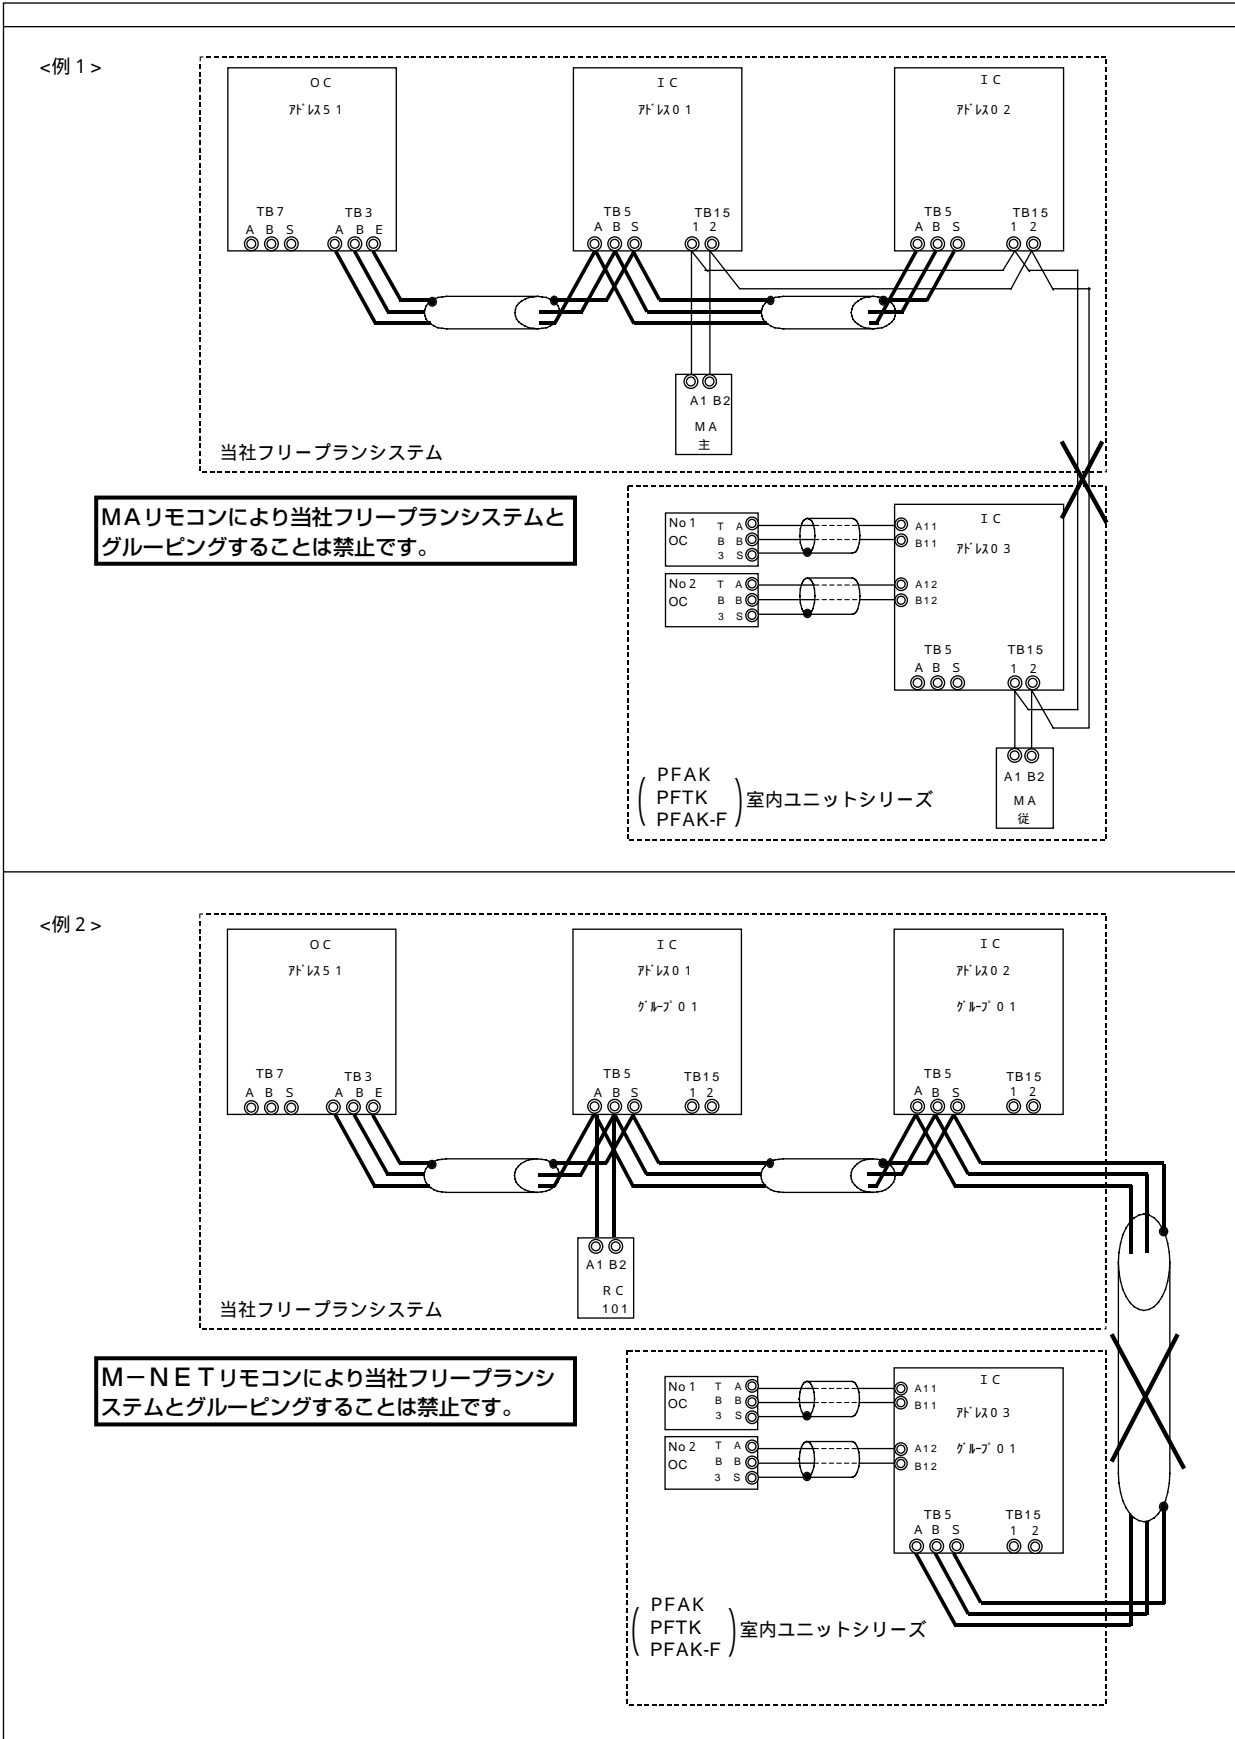 <例1>
OC
アドレス51
TB7
A B S
TB3
A B E
IC
アドレス01
TB5
A B S
TB15
1 2
IC
アドレス02
TB5
A B S
TB15
1 2
A1 B2
MA
主
当社フリープランシステム
MAリモコンにより当社フリープランシステムと
グルーピングすることは禁止です。
No1
OC
T A
B B
3 S
No2
OC
T A
B B
3 S
IC
アドレス03
A11
B11
A12
B12
TB5
A B S
TB15
1 2
A1 B2
MA
従
PFAK
PFTK
PFAK-F
室内ユニットシリーズ
<例2>
OC
アドレス51
TB7
A B S
TB3
A B E
IC
アドレス01
グループ01
TB5
A B S
TB15
1 2
IC
アドレス02
グループ01
TB5
A B S
TB15
1 2
A1 B2
RC
101
当社フリープランシステム
M-NETリモコンにより当社フリープランシ
ステムとグルーピングすることは禁止です。
No1
OC
T A
B B
3 S
No2
OC
T A
B B
3 S
IC
アドレス03
グループ01
A11
B11
A12
B12
TB5
A B S
TB15
1 2
PFAK
PFTK
PFAK-F
室内ユニットシリーズ